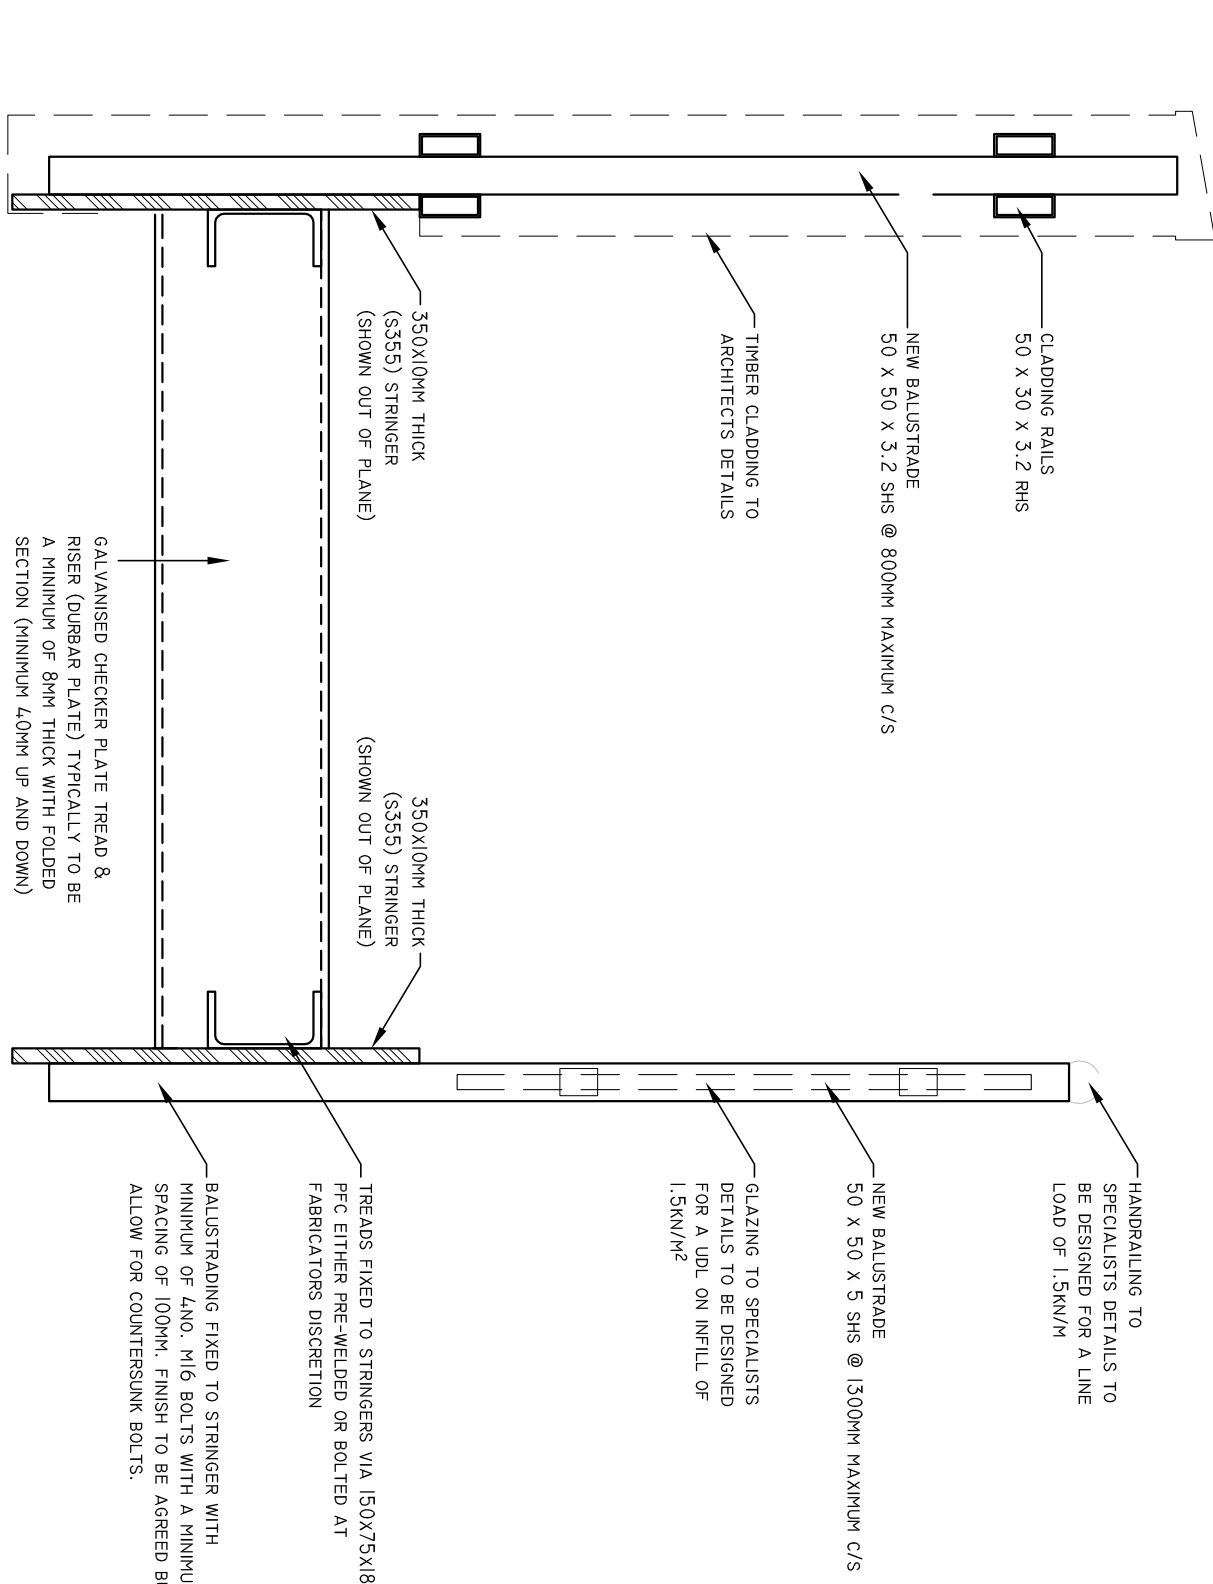 CLADDING RAILS
50 X 30 X 3.2 RHS
NEW BALUSTRADE
50 X 50 X 3.2 SHS @ 800MM MAXIMUM C/S
TIMBER CLADDING TO
ARCHITECTS DETAILS
350X10MM THICK
(S355) STRINGER
(SHOWN OUT OF PLANE)
GALVANISED CHECKER PLATE TREAD &
RISER (DURBAR PLATE) TYPICALLY TO BE
A MINIMUM OF 8MM THICK WITH FOLDED
SECTION (MINIMUM 40MM UP AND DOWN)
350X10MM THICK
(S355) STRINGER
(SHOWN OUT OF PLANE)
HANDRAILING TO
SPECIALISTS DETAILS TO
BE DESIGNED FOR A LINE
LOAD OF 1.5KN/M
NEW BALUSTRADE
50 X 50 X 5 SHS @ 1300MM MAXIMUM C/S
GLAZING TO SPECIALISTS
DETAILS TO BE DESIGNED
FOR A UDL ON INFILL OF
1.5KN/M²
TREADS FIXED TO STRINGERS VIA 150X75X18
PFC EITHER PRE-WELDED OR BOLTED AT
FABRICATORS DISCRETION
BALUSTRADING FIXED TO STRINGER WITH
MINIMUM OF 4NO. M16 BOLTS WITH A
SPACING OF 100MM. FINISH TO BE AGREED
ALLOW FOR COUNTERSUNK BOLTS.